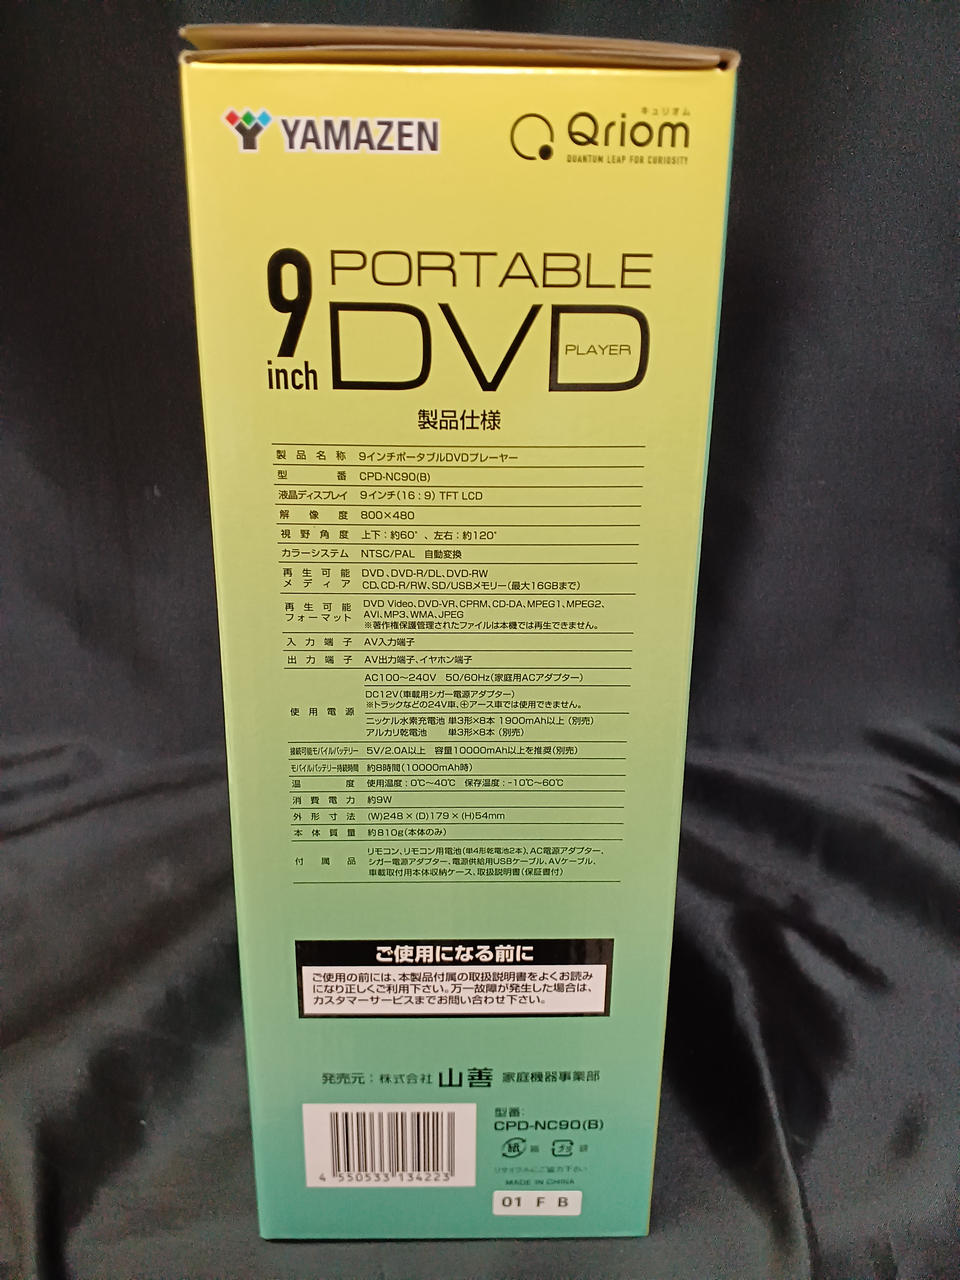 YAMAZEN
キュリオム
Qriom
QUANTUM LEAP FOR CURIOSITY
9 inch
PORTABLE
DVD
PLAYER
製品仕様
製品名称 9インチポータブルDVDプレーヤー
型番 CPD-NC90(B)
液晶ディスプレイ 9インチ(16:9) TFT LCD
解像度 800×480
視野角度 上下:約60°、左右:約120°
カラーシステム NTSC/PAL 自動変換
再生可能メディア DVD、DVD-R/DL、DVD-RW
CD、CD-R/RW、SD/USBメモリー(最大16GBまで)
再生可能フォーマット DVD Video、DVD-VR、CPRM、CD-DA、MPEG1、MPEG2、
AVI、MP3、WMA、JPEG
※著作権保護管理されたファイルは本機では再生できません。
入力端子 AV入力端子
出力端子 AV出力端子、イヤホン端子
使用電源 AC100〜240V 50/60Hz(家庭用ACアダプター)
DC12V(車載用シガー電源アダプター)
※トラックなどの24V車、⊕アース車では使用できません。
ニッケル水素充電池 単3形×8本 1900mAh以上(別売)
アルカリ乾電池 単3形×8本(別売)
接続可能モバイルバッテリー 5V/2.0A以上 容量10000mAh以上を推奨(別売)
モバイルバッテリー持続時間 約8時間(10000mAh時)
温度 使用温度:0℃〜40℃ 保存温度:-10℃〜60℃
消費電力 約9W
外形寸法 (W)248×(D)179×(H)54mm
本体質量 約810g(本体のみ)
付属品 リモコン、リモコン用電池(単4形乾電池2本)、AC電源アダプター、
シガー電源アダプター、電源供給用USBケーブル、AVケーブル、
車載取付用本体収納ケース、取扱説明書(保証書付)
ご使用になる前に
ご使用の前には、本製品付属の取扱説明書をよくお読み
になり正しくご利用下さい。万一故障が発生した場合は、
カスタマーサービスまでお問い合わせ下さい。
発売元:株式会社 山善 家庭機器事業部
型番:
CPD-NC90(B)
紙 箱 プラ 袋
リサイクルにご協力下さい
MADE IN CHINA
4 550533 134223
01 F B